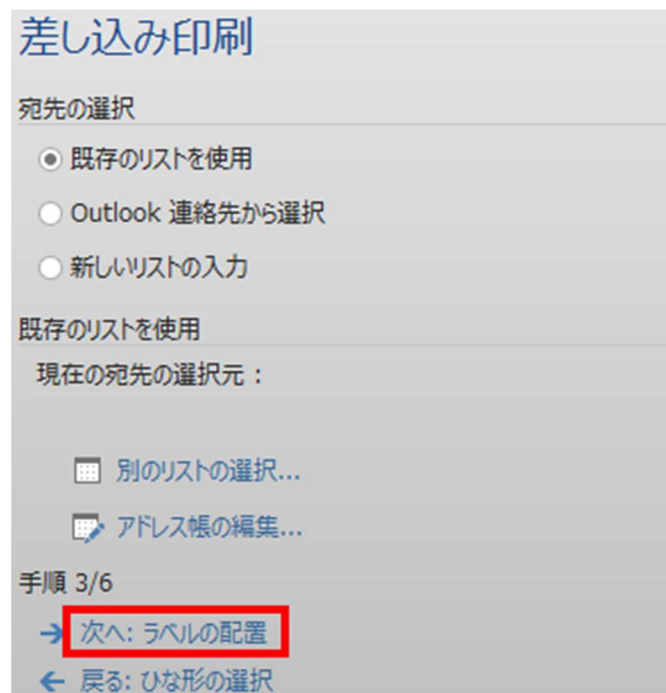 差し込み印刷
宛先の選択
既存のリストを使用
Outlook 連絡先から選択
新しいリストの入力
既存のリストを使用
現在の宛先の選択元：
別のリストの選択...
アドレス帳の編集...
手順 3/6
次へ: ラベルの配置
戻る: ひな形の選択